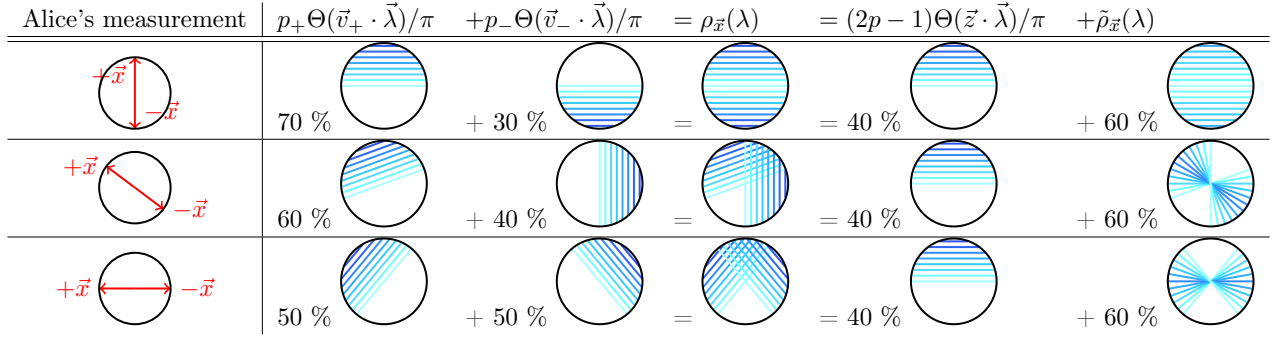 Alice's measurement p₊Θ(v⃗₊ · λ⃗)/π +p₋Θ(v⃗₋ · λ⃗)/π = ρ_x⃗(λ) = (2p − 1)Θ(z⃗ · λ⃗)/π +ρ̃_x⃗(λ)
+x⃗
−x⃗
70 % + 30 % = = 40% + 60%
+x⃗
−x⃗
60 % + 40 % = = 40% + 60%
+x⃗ −x⃗
50 % + 50 % = = 40% + 60%